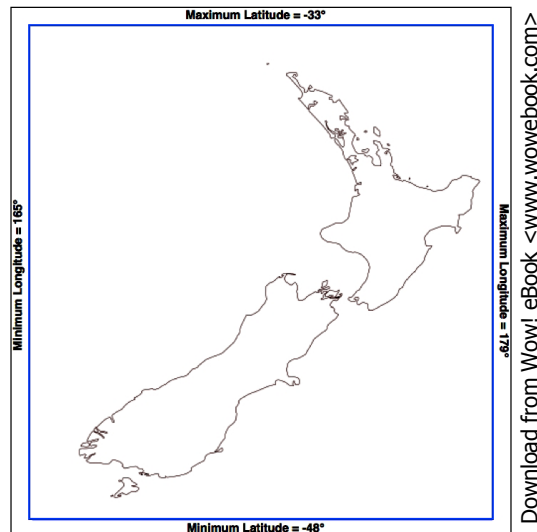 Maximum Latitude = -33°
Minimum Longitude = 165°
Maximum Longitude = 179°
Minimum Latitude = -48°
Download from Wow! eBook <www.wowebook.com>